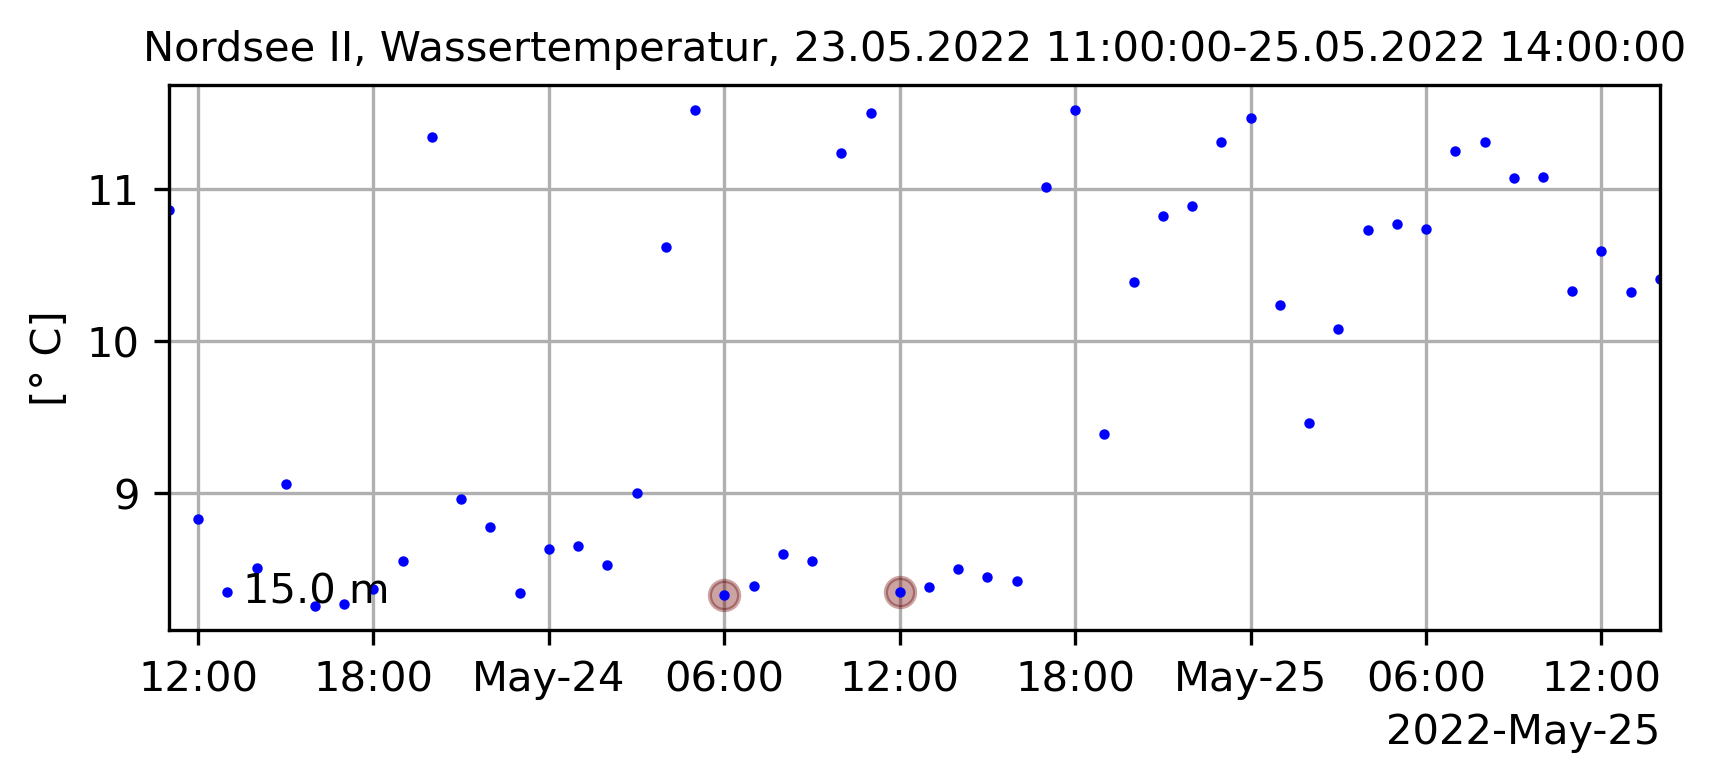 Nordsee II, Wassertemperatur, 23.05.2022 11:00:00-25.05.2022 14:00:00
[° C]
11
10
9
15.0 m
12:00 18:00 May-24 06:00 12:00 18:00 May-25 06:00 12:00
2022-May-25